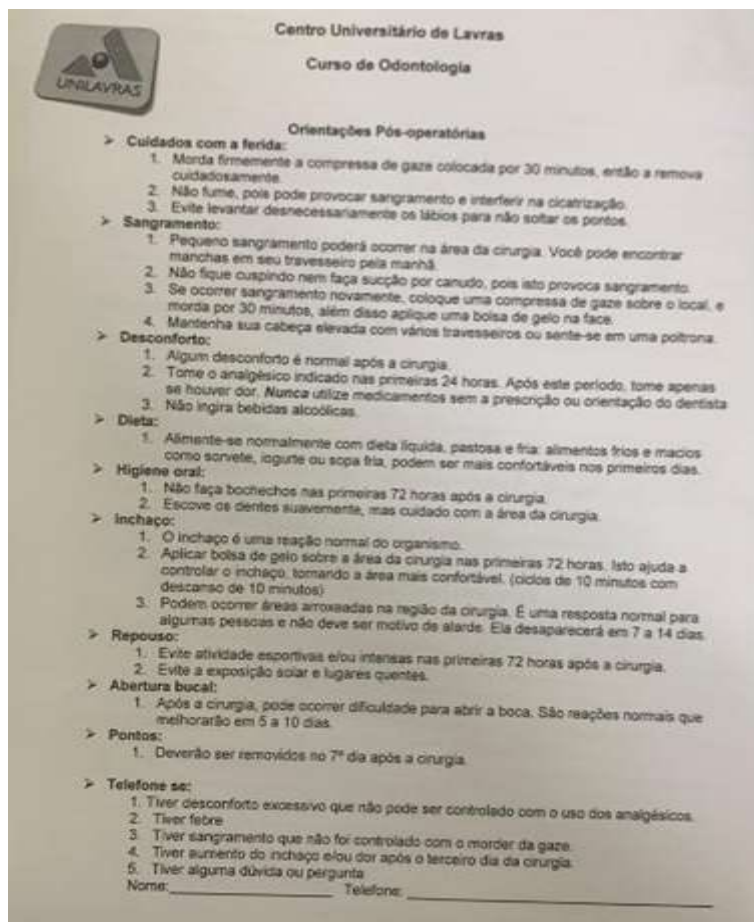 UNILAVRAS
Centro Universitário de Lavras
Curso de Odontologia
Orientações Pós-operatórias
➢ Cuidados com a ferida:
1. Morda firmemente a compressa de gaze colocada por 30 minutos, então a remova
cuidadosamente.
2. Não fume, pois pode provocar sangramento e interferir na cicatrização.
3. Evite levantar desnecessariamente os lábios para não soltar os pontos.
➢ Sangramento:
1. Pequeno sangramento poderá ocorrer na área da cirurgia. Você pode encontrar
manchas em seu travesseiro pela manhã.
2. Não fique cuspindo nem faça sucção por canudo, pois isto provoca sangramento.
3. Se ocorrer sangramento novamente, coloque uma compressa de gaze sobre o local, e
morda por 30 minutos, além disso aplique uma bolsa de gelo na face.
4. Mantenha sua cabeça elevada com vários travesseiros ou sente-se em uma poltrona.
➢ Desconforto:
1. Algum desconforto é normal após a cirurgia.
2. Tome o analgésico indicado nas primeiras 24 horas. Após este período, tome apenas
se houver dor. Nunca utilize medicamentos sem a prescrição ou orientação do dentista
3. Não ingira bebidas alcoólicas.
➢ Dieta:
1. Alimente-se normalmente com dieta líquida, pastosa e fria: alimentos frios e macios
como sorvete, iogurte ou sopa fria, podem ser mais confortáveis nos primeiros dias.
➢ Higiene oral:
1. Não faça bochechos nas primeiras 72 horas após a cirurgia.
2. Escove os dentes suavemente, mas cuidado com a área da cirurgia.
➢ Inchaço:
1. O inchaço é uma reação normal do organismo.
2. Aplicar bolsa de gelo sobre a área da cirurgia nas primeiras 72 horas. Isto ajuda a
controlar o inchaço, tornando a área mais confortável. (ciclos de 10 minutos com
descanso de 10 minutos)
3. Podem ocorrer áreas arroxeadas na região da cirurgia. É uma resposta normal para
algumas pessoas e não deve ser motivo de alarde. Ela desaparecerá em 7 a 14 dias.
➢ Repouso:
1. Evite atividade esportivas e/ou intensas nas primeiras 72 horas após a cirurgia.
2. Evite a exposição solar e lugares quentes.
➢ Abertura bucal:
1. Após a cirurgia, pode ocorrer dificuldade para abrir a boca. São reações normais que
melhorarão em 5 a 10 dias.
➢ Pontos:
1. Deverão ser removidos no 7º dia após a cirurgia.
➢ Telefone se:
1. Tiver desconforto excessivo que não pode ser controlado com o uso dos analgésicos.
2. Tiver febre
3. Tiver sangramento que não foi controlado com o morder da gaze.
4. Tiver aumento do inchaço e/ou dor após o terceiro dia da cirurgia.
5. Tiver alguma dúvida ou pergunta
Nome:_______________ Telefone: _______________